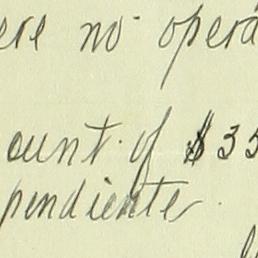 ere no opera
ount of $35
pendiente.